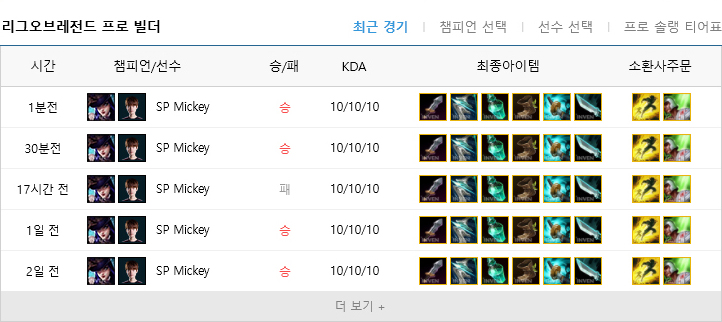 리그오브레전드 프로 빌더 최근 경기 | 챔피언 선택 | 선수 선택 | 프로 솔랭 티어표
시간 챔피언/선수 승/패 KDA 최종아이템 소환사주문
1분전 SP Mickey 승 10/10/10
30분전 SP Mickey 승 10/10/10
17시간 전 SP Mickey 패 10/10/10
1일 전 SP Mickey 승 10/10/10
2일 전 SP Mickey 승 10/10/10
더 보기 +